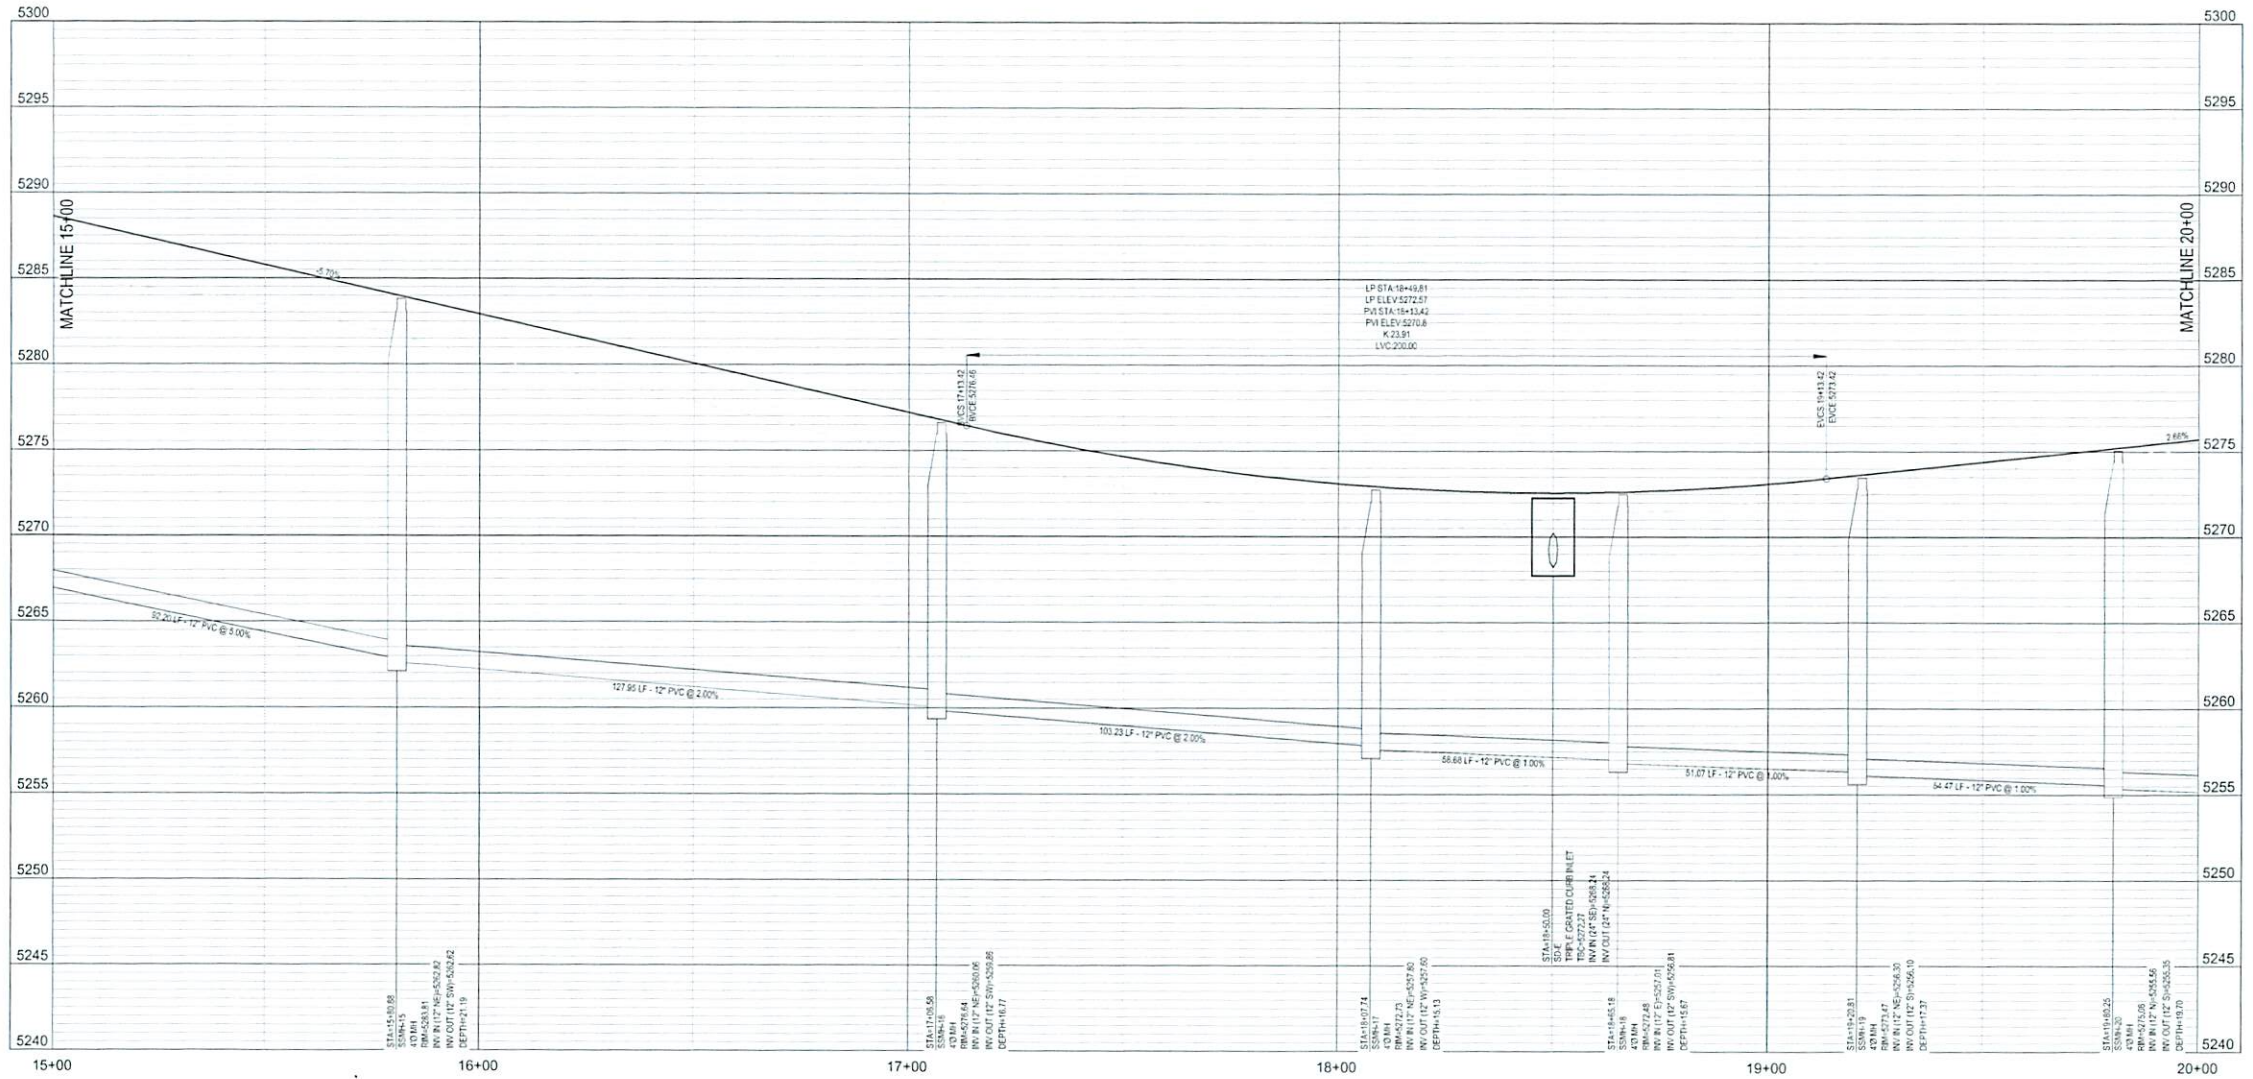 5300
5300
5295
5295
5290
5290
MATCHLINE 15+00
MATCHLINE 20+00
5285
5285
-5.70%
LP STA:18+49.81
LP ELEV:5272.57
PVI STA:18+13.42
PVI ELEV:5270.8
K:23.91
LVC:200.00
5280
5280
BVCS: 17+13.42
BVCE: 5276.46
EVCS: 19+13.42
EVCE: 5273.42
5275
5275
2.66%
5270
5270
5265
5265
92.20 LF - 12" PVC @ 5.00%
127.95 LF - 12" PVC @ 2.00%
5260
5260
103.23 LF - 12" PVC @ 2.00%
58.68 LF - 12" PVC @ 1.00%
51.07 LF - 12" PVC @ 1.00%
54.47 LF - 12" PVC @ 1.00%
5255
5255
5250
5250
5245
5245
STA=15+80.68
SSMH-15
4'Ø MH
RIM=5283.81
INV IN (12" NE)=5262.82
INV OUT (12" SW)=5262.62
DEPTH=21.19
STA=17+06.58
SSMH-16
4'Ø MH
RIM=5276.64
INV IN (12" NE)=5260.06
INV OUT (12" SW)=5259.86
DEPTH=16.77
STA=18+07.74
SSMH-17
4'Ø MH
RIM=5272.73
INV IN (12" NE)=5257.80
INV OUT (12" W)=5257.60
DEPTH=15.13
STA=18+50.00
SD-E
TRIPLE GRATED CURB INLET
TBC=5272.27
INV IN (24" SE)=5268.24
INV OUT (24" N)=5268.24
STA=18+65.18
SSMH-18
4'Ø MH
RIM=5272.48
INV IN (12" E)=5257.01
INV OUT (12" SW)=5256.81
DEPTH=15.67
STA=19+20.81
SSMH-19
4'Ø MH
RIM=5273.47
INV IN (12" NE)=5256.30
INV OUT (12" S)=5256.10
DEPTH=17.37
STA=19+80.25
SSMH-20
4'Ø MH
RIM=5275.06
INV IN (12" N)=5255.56
INV OUT (12" S)=5255.35
DEPTH=19.70
5240
5240
15+00
16+00
17+00
18+00
19+00
20+00